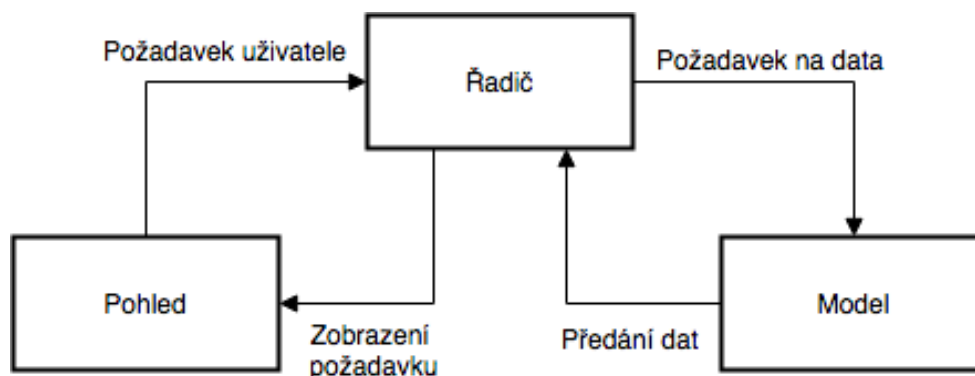 Požadavek uživatele
Řadič
Požadavek na data
Pohled
Zobrazení
požadavku
Předání dat
Model